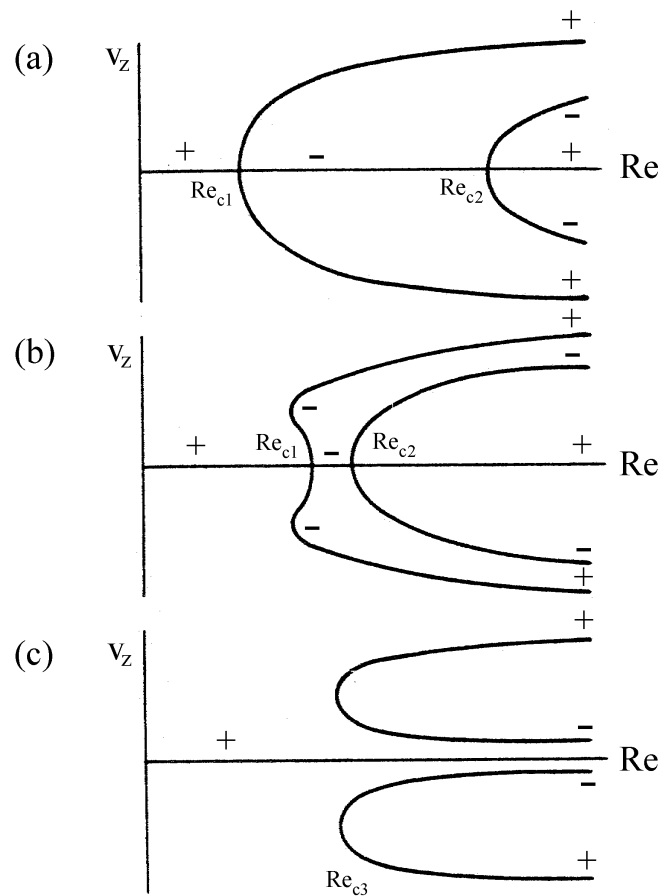 +
(a) V_z
+ − − + Re
Re_c1 Re_c2
−
+
+
(b) V_z −
−
+ Re_c1 − Re_c2 + Re
− −
+
+
(c) V_z
+ − Re
−
+
Re_c3